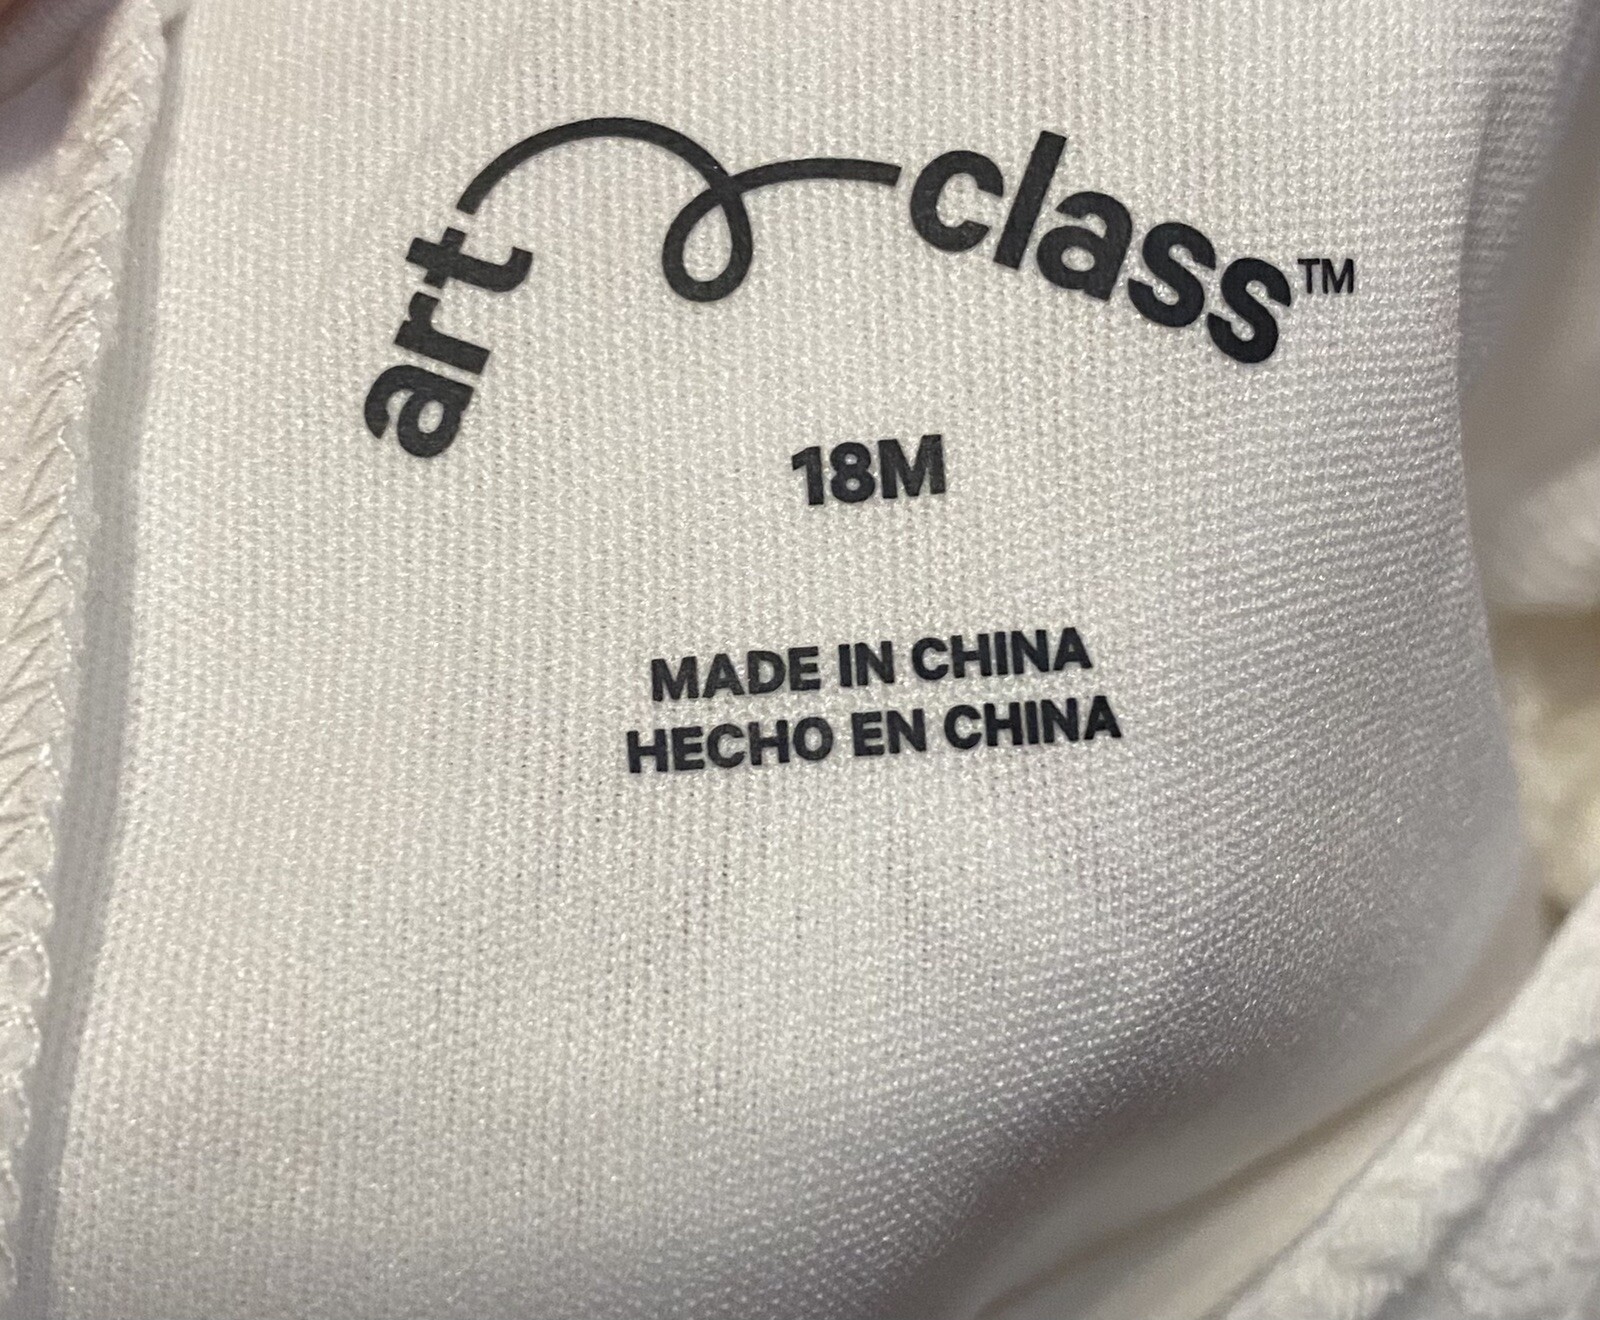 art class™
18M
MADE IN CHINA
HECHO EN CHINA